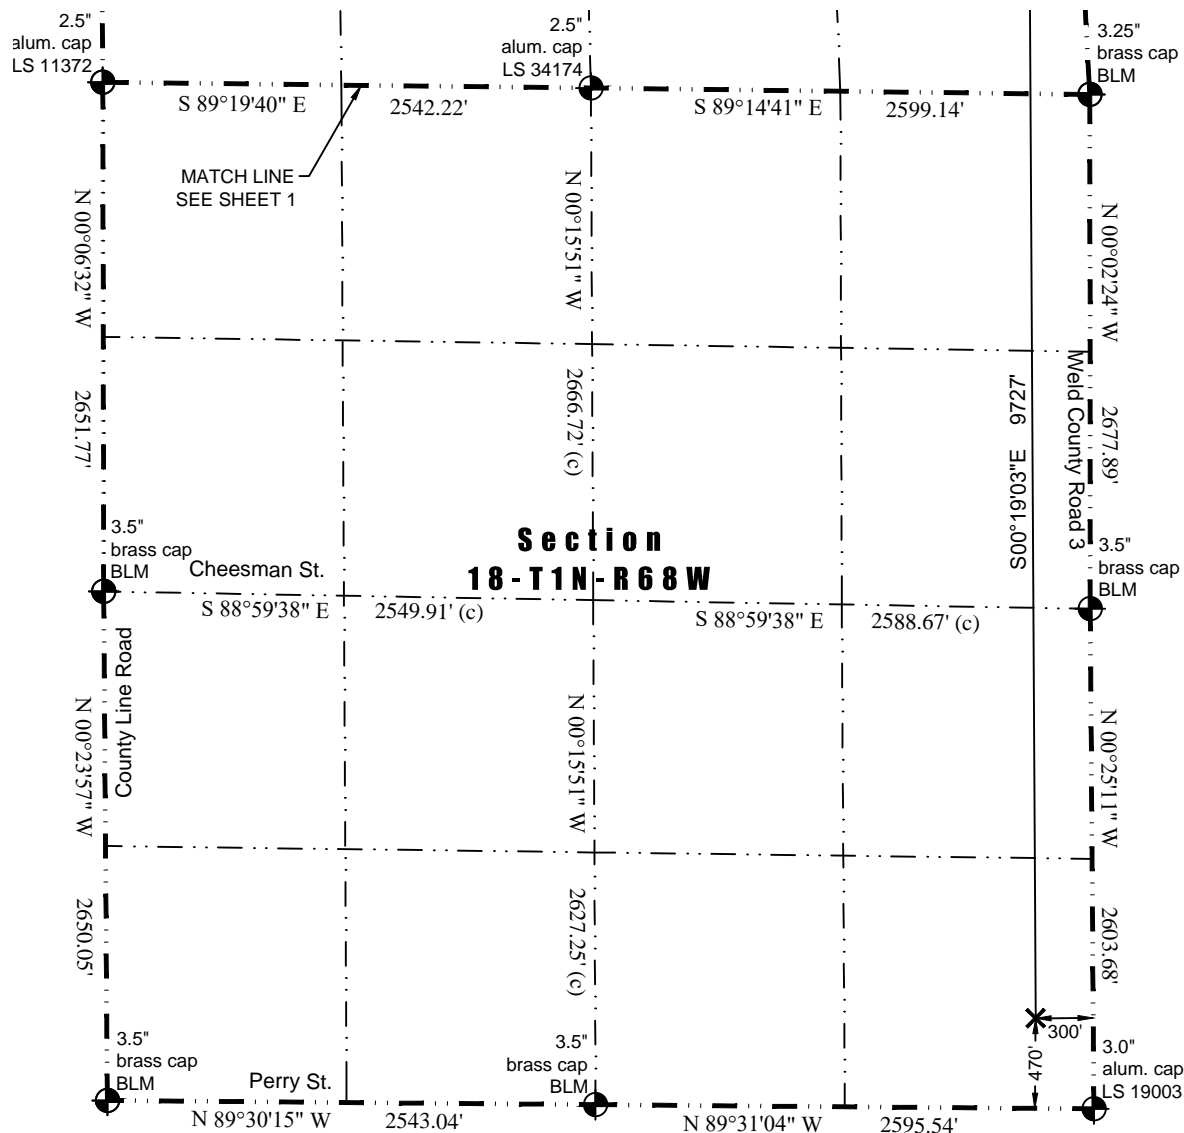 2.5"
alum. cap
LS 11372
2.5"
alum. cap
LS 34174
3.25"
brass cap
BLM
S 89°19'40" E
2542.22'
S 89°14'41" E
2599.14'
MATCH LINE
SEE SHEET 1
N 00°06'32" W
2651.77'
N 00°15'51" W
2666.72' (c)
N 00°02'24" W
2677.89'
Weld County Road 3
S00°19'03"E 9727'
3.5"
brass cap
BLM
Cheesman St.
Section
18-T1N-R68W
3.5"
brass cap
BLM
S 88°59'38" E
2549.91' (c)
S 88°59'38" E
2588.67' (c)
County Line Road
N 00°23'57" W
2650.05'
N 00°15'51" W
2627.25' (c)
N 00°25'11" W
2603.68'
300'
470'
3.5"
brass cap
BLM
Perry St.
3.5"
brass cap
BLM
3.0"
alum. cap
LS 19003
N 89°30'15" W
2543.04'
N 89°31'04" W
2595.54'